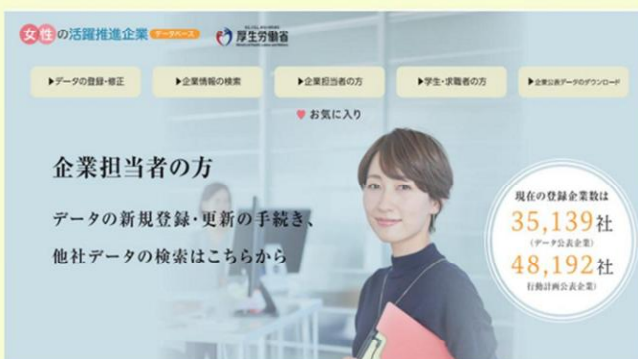 女性の活躍推進企業 データベース
厚生労働省
▶データの登録・修正
▶企業情報の検索
▶企業担当者の方
▶学生・求職者の方
▶企業公表データのダウンロード
♥お気に入り
企業担当者の方
データの新規登録・更新の手続き、
他社データの検索はこちらから
現在の登録企業数は
35,139社
(データ公表企業)
48,192社
(行動計画公表企業)